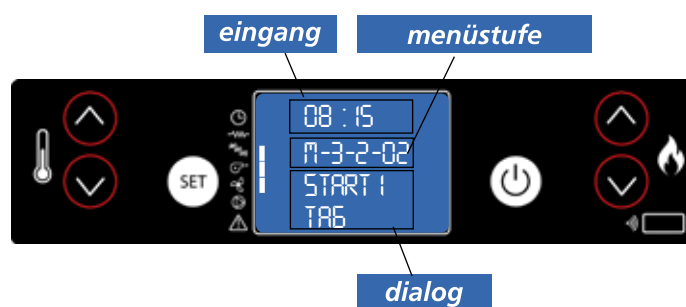 eingang
menüstufe
08 : 15
M-3-2-02
SET
START 1
TAG
dialog